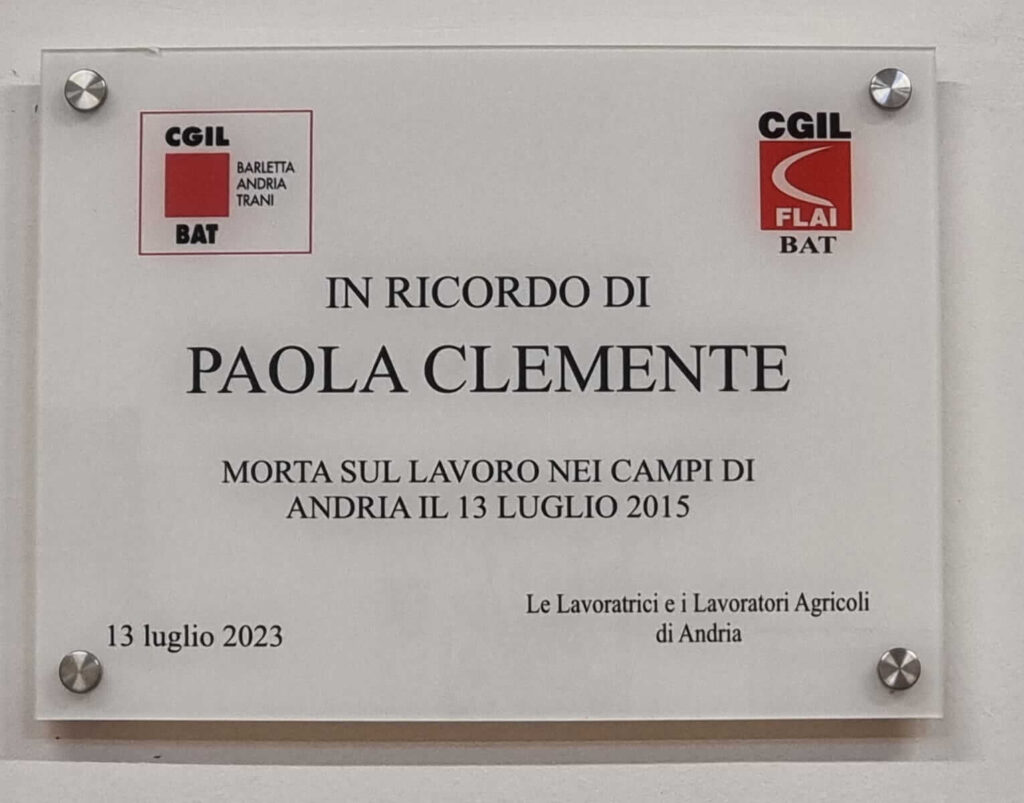 CGIL
BARLETTA
ANDRIA
TRANI
BAT
CGIL
FLAI
BAT
IN RICORDO DI
PAOLA CLEMENTE
MORTA SUL LAVORO NEI CAMPI DI
ANDRIA IL 13 LUGLIO 2015
Le Lavoratrici e i Lavoratori Agricoli
di Andria
13 luglio 2023